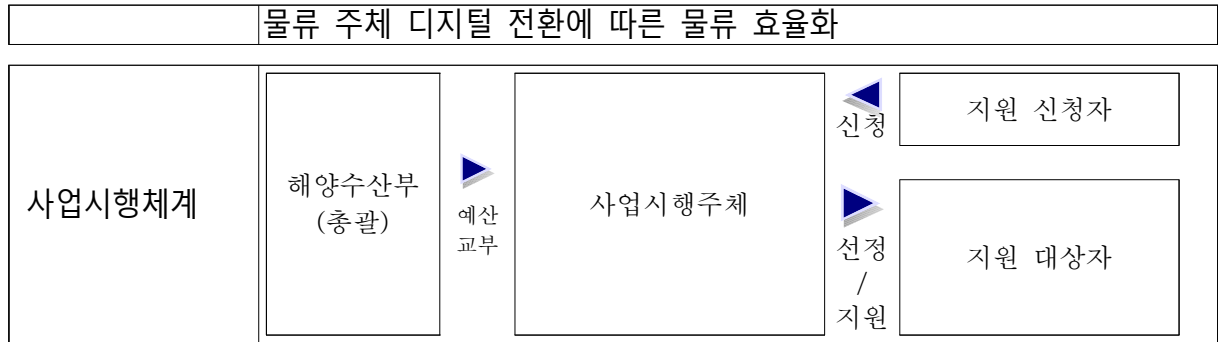 물류 주체 디지털 전환에 따른 물류 효율화
사업시행체계
해양수산부
(총괄)
예산
교부
사업시행주체
신청
지원 신청자
선정
/
지원
지원 대상자